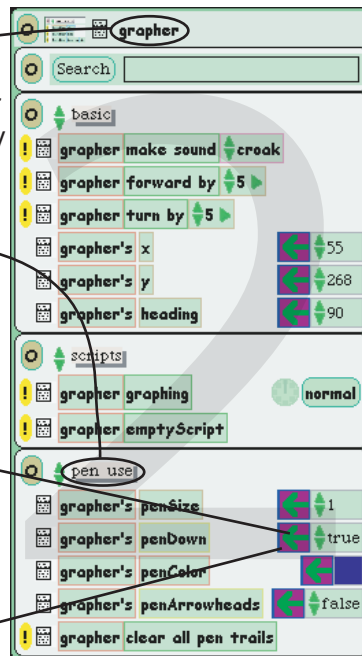 grapher
Search
basic
! grapher make sound croak
! grapher forward by 5
! grapher turn by 5
grapher's x 55
grapher's y 268
grapher's heading 90
scripts
! grapher graphing normal
! grapher emptyScript
pen use
grapher's penSize 1
grapher's penDown true
grapher's penColor
grapher's penArrowheads false
! grapher clear all pen trails
2